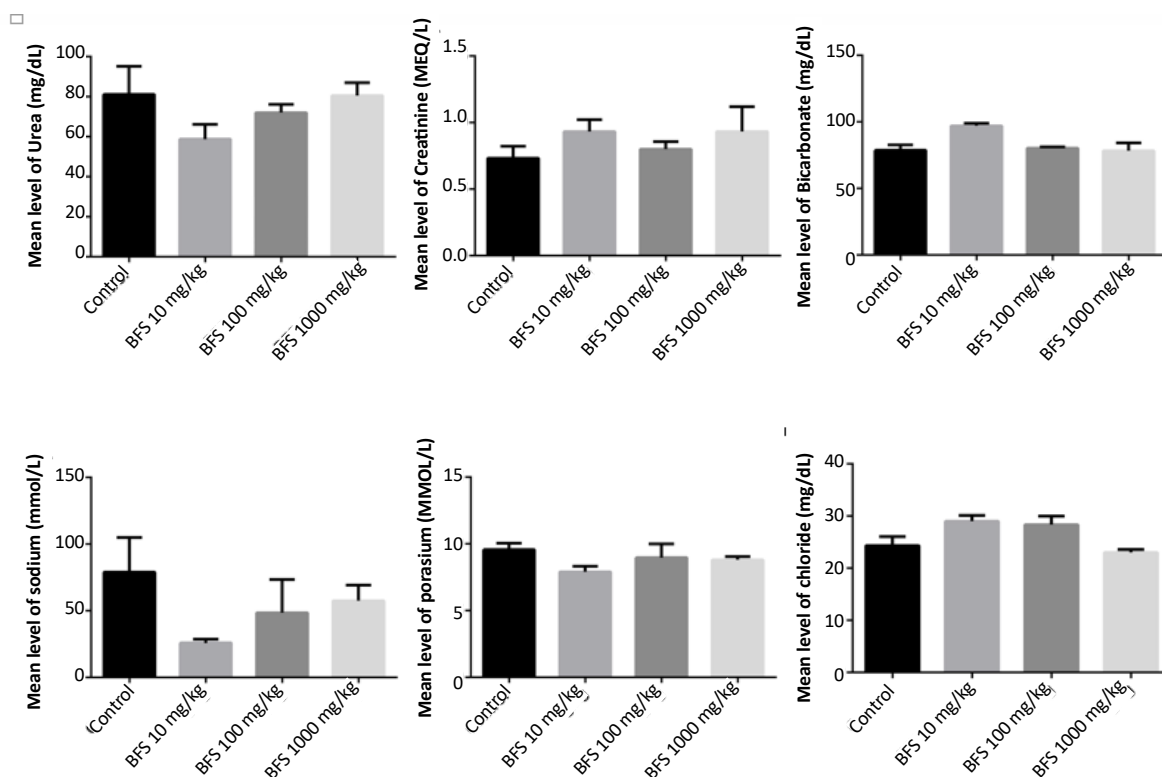 Mean level of Urea (mg/dL)
100
80
60
40
20
0
Control
BFS 10 mg/kg
BFS 100 mg/kg
BFS 1000 mg/kg
Mean level of Creatinine (MEQ/L)
1.5
1.0
0.5
0.0
Control
BFS 10 mg/kg
BFS 100 mg/kg
BFS 1000 mg/kg
Mean level of Bicarbonate (mg/dL)
150
100
50
0
Control
BFS 10 mg/kg
BFS 100 mg/kg
BFS 1000 mg/kg
Mean level of sodium (mmol/L)
150
100
50
0
Control
BFS 10 mg/kg
BFS 100 mg/kg
BFS 1000 mg/kg
Mean level of porasium (MMOL/L)
15
10
5
0
Control
BFS 10 mg/kg
BFS 100 mg/kg
BFS 1000 mg/kg
Mean level of chloride (mg/dL)
40
30
20
10
0
Control
BFS 10 mg/kg
BFS 100 mg/kg
BFS 1000 mg/kg